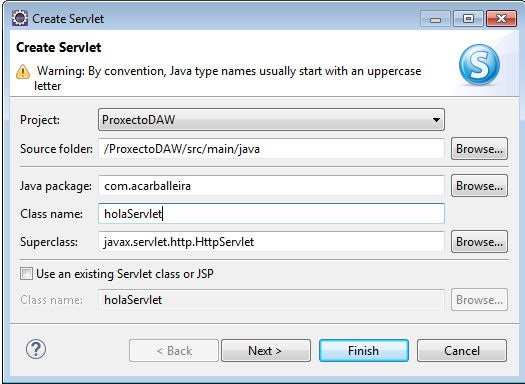 Create Servlet
Create Servlet
Warning: By convention, Java type names usually start with an uppercase
letter
S
Project: ProxectoDAW
Source folder: /ProxectoDAW/src/main/java Browse...
Java package: com.acarballeira Browse...
Class name: holaServlet
Superclass: javax.servlet.http.HttpServlet Browse...
Use an existing Servlet class or JSP
Class name: holaServlet Browse...
? < Back Next > Finish Cancel